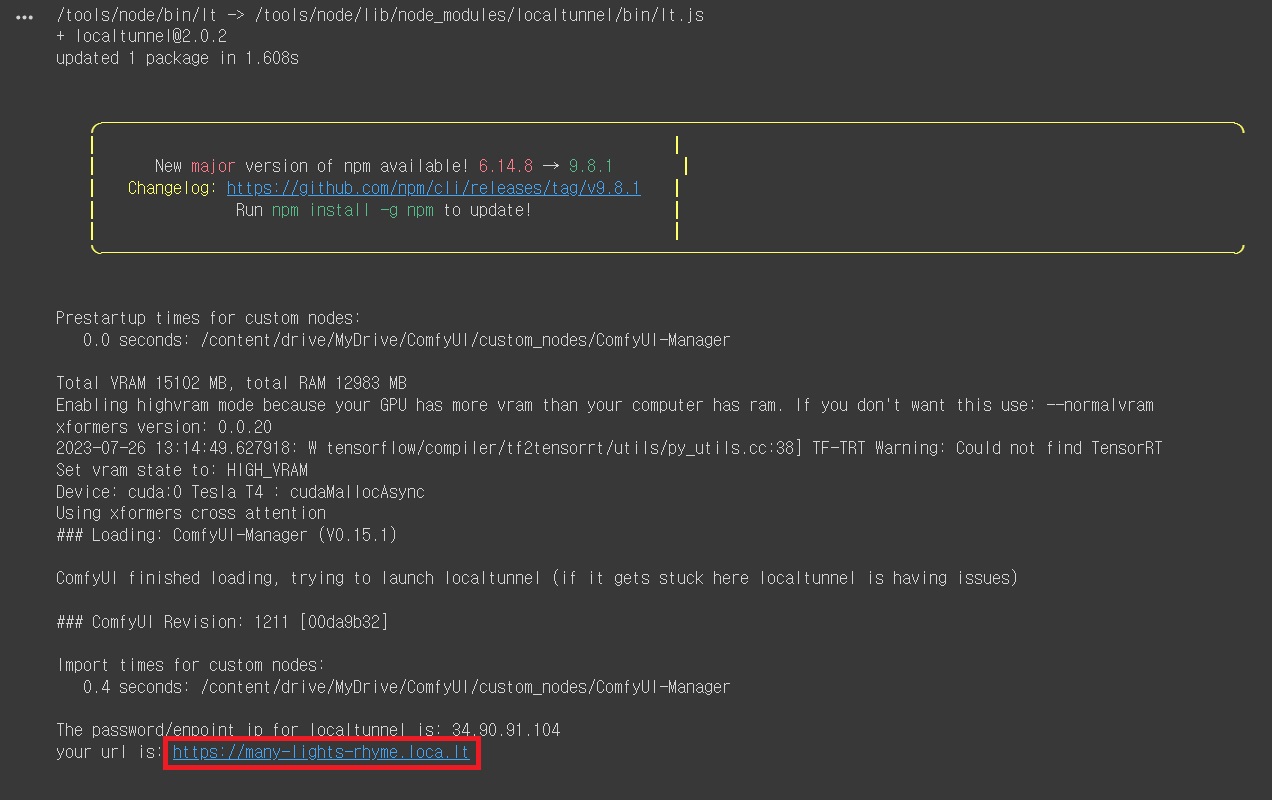 /tools/node/bin/lt -> /tools/node/lib/node_modules/localtunnel/bin/lt.js
+ localtunnel@2.0.2
updated 1 package in 1.608s
New major version of npm available! 6.14.8 → 9.8.1
Changelog: https://github.com/npm/cli/releases/tag/v9.8.1
Run npm install -g npm to update!
Prestartup times for custom nodes:
0.0 seconds: /content/drive/MyDrive/ComfyUI/custom_nodes/ComfyUI-Manager
Total VRAM 15102 MB, total RAM 12983 MB
Enabling highvram mode because your GPU has more vram than your computer has ram. If you don't want this use: --normalvram
xformers version: 0.0.20
2023-07-26 13:14:49.627918: W tensorflow/compiler/tf2tensorrt/utils/py_utils.cc:38] TF-TRT Warning: Could not find TensorRT
Set vram state to: HIGH_VRAM
Device: cuda:0 Tesla T4 : cudaMallocAsync
Using xformers cross attention
### Loading: ComfyUI-Manager (V0.15.1)
ComfyUI finished loading, trying to launch localtunnel (if it gets stuck here localtunnel is having issues)
### ComfyUI Revision: 1211 [00da9b32]
Import times for custom nodes:
0.4 seconds: /content/drive/MyDrive/ComfyUI/custom_nodes/ComfyUI-Manager
The password/enpoint ip for localtunnel is: 34.90.91.104
your url is: https://many-lights-rhyme.loca.lt